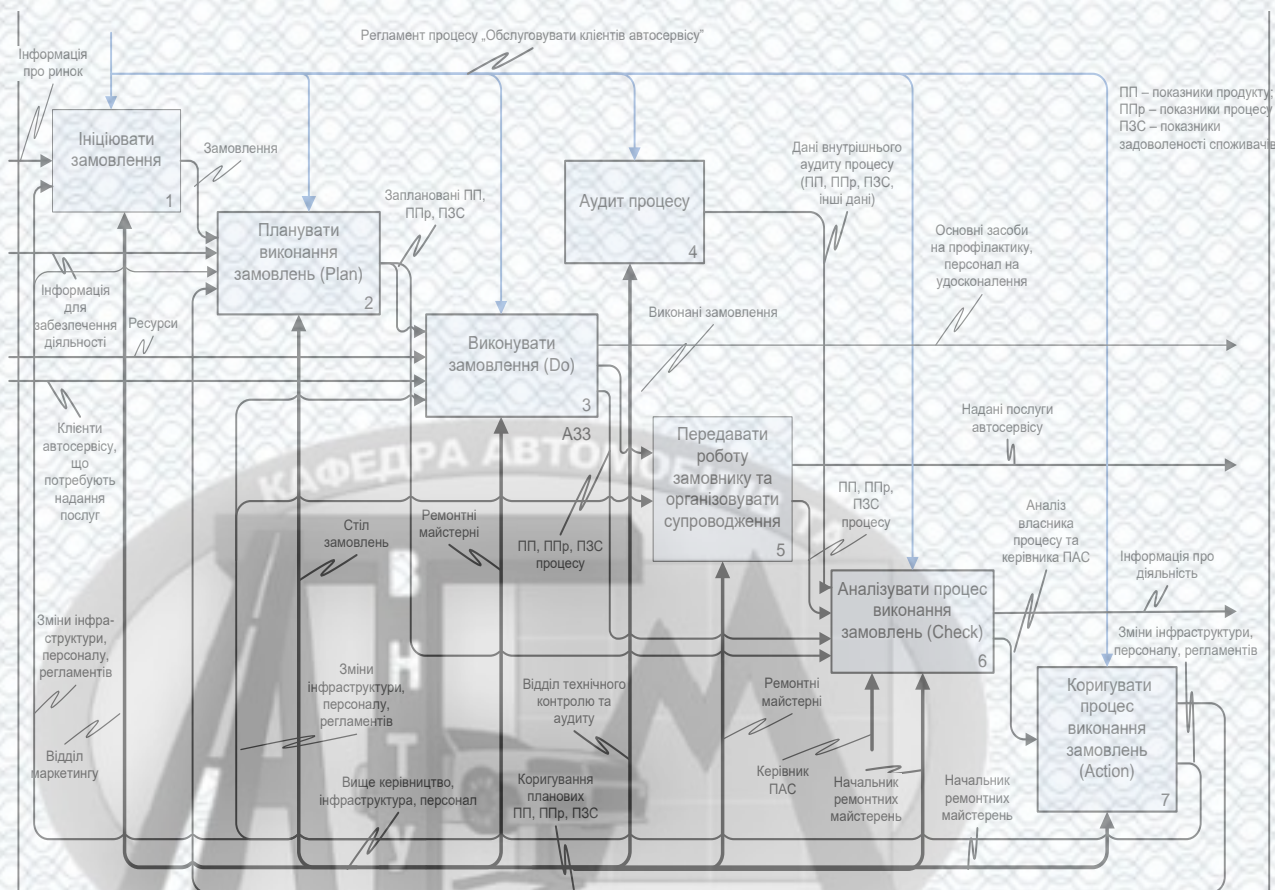 Регламент процесу „Обслуговувати клієнтів автосервісу”
Інформація
про ринок
ПП – показники продукту;
ППр – показники процесу
ПЗС – показники
задоволеності споживачів
Ініціювати
замовлення
1
Замовлення
Дані внутрішнього
аудиту процесу
(ПП, ППр, ПЗС,
інші дані)
Аудит процесу
4
Заплановані ПП,
ППр, ПЗС
Планувати
виконання
замовлень (Plan)
2
Основні засоби
на профілактику,
персонал на
удосконалення
Інформація
для
забезпечення
діяльності
Ресурси
Виконані замовлення
Виконувати
замовлення (Do)
3
А33
Клієнти
автосервісу,
що
потребують
надання
послуг
Надані послуги
автосервісу
Передавати
роботу
замовнику та
організовувати
супроводження
5
КАФЕДРА
ВНТУ
Стіл
замовлень
Ремонтні
майстерні
ПП, ППр, ПЗС
процесу
ПП, ППр,
ПЗС
процесу
Аналіз
власника
процесу та
керівника ПАС
Інформація про
діяльність
Аналізувати процес
виконання
замовлень (Check)
6
Зміни інфра-
структури,
персоналу,
регламентів
Зміни інфраструктури,
персоналу, регламентів
Зміни
інфраструктури,
персоналу,
регламентів
Відділ технічного
контролю та
аудиту
Ремонтні
майстерні
Коригувати
процес
виконання
замовлень
(Action)
7
Відділ
маркетингу
Вище керівництво,
інфраструктура, персонал
Коригування
планових
ПП, ППр, ПЗС
Керівник
ПАС
Начальник
ремонтних
майстерень
Начальник
ремонтних
майстерень